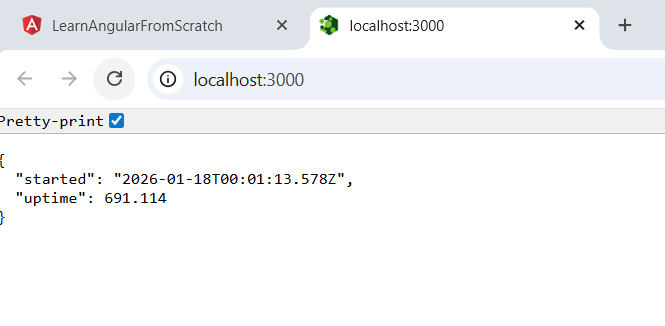 LearnAngularFromScratch
localhost:3000
localhost:3000
Pretty-print
{
  "started": "2026-01-18T00:01:13.578Z",
  "uptime": 691.114
}